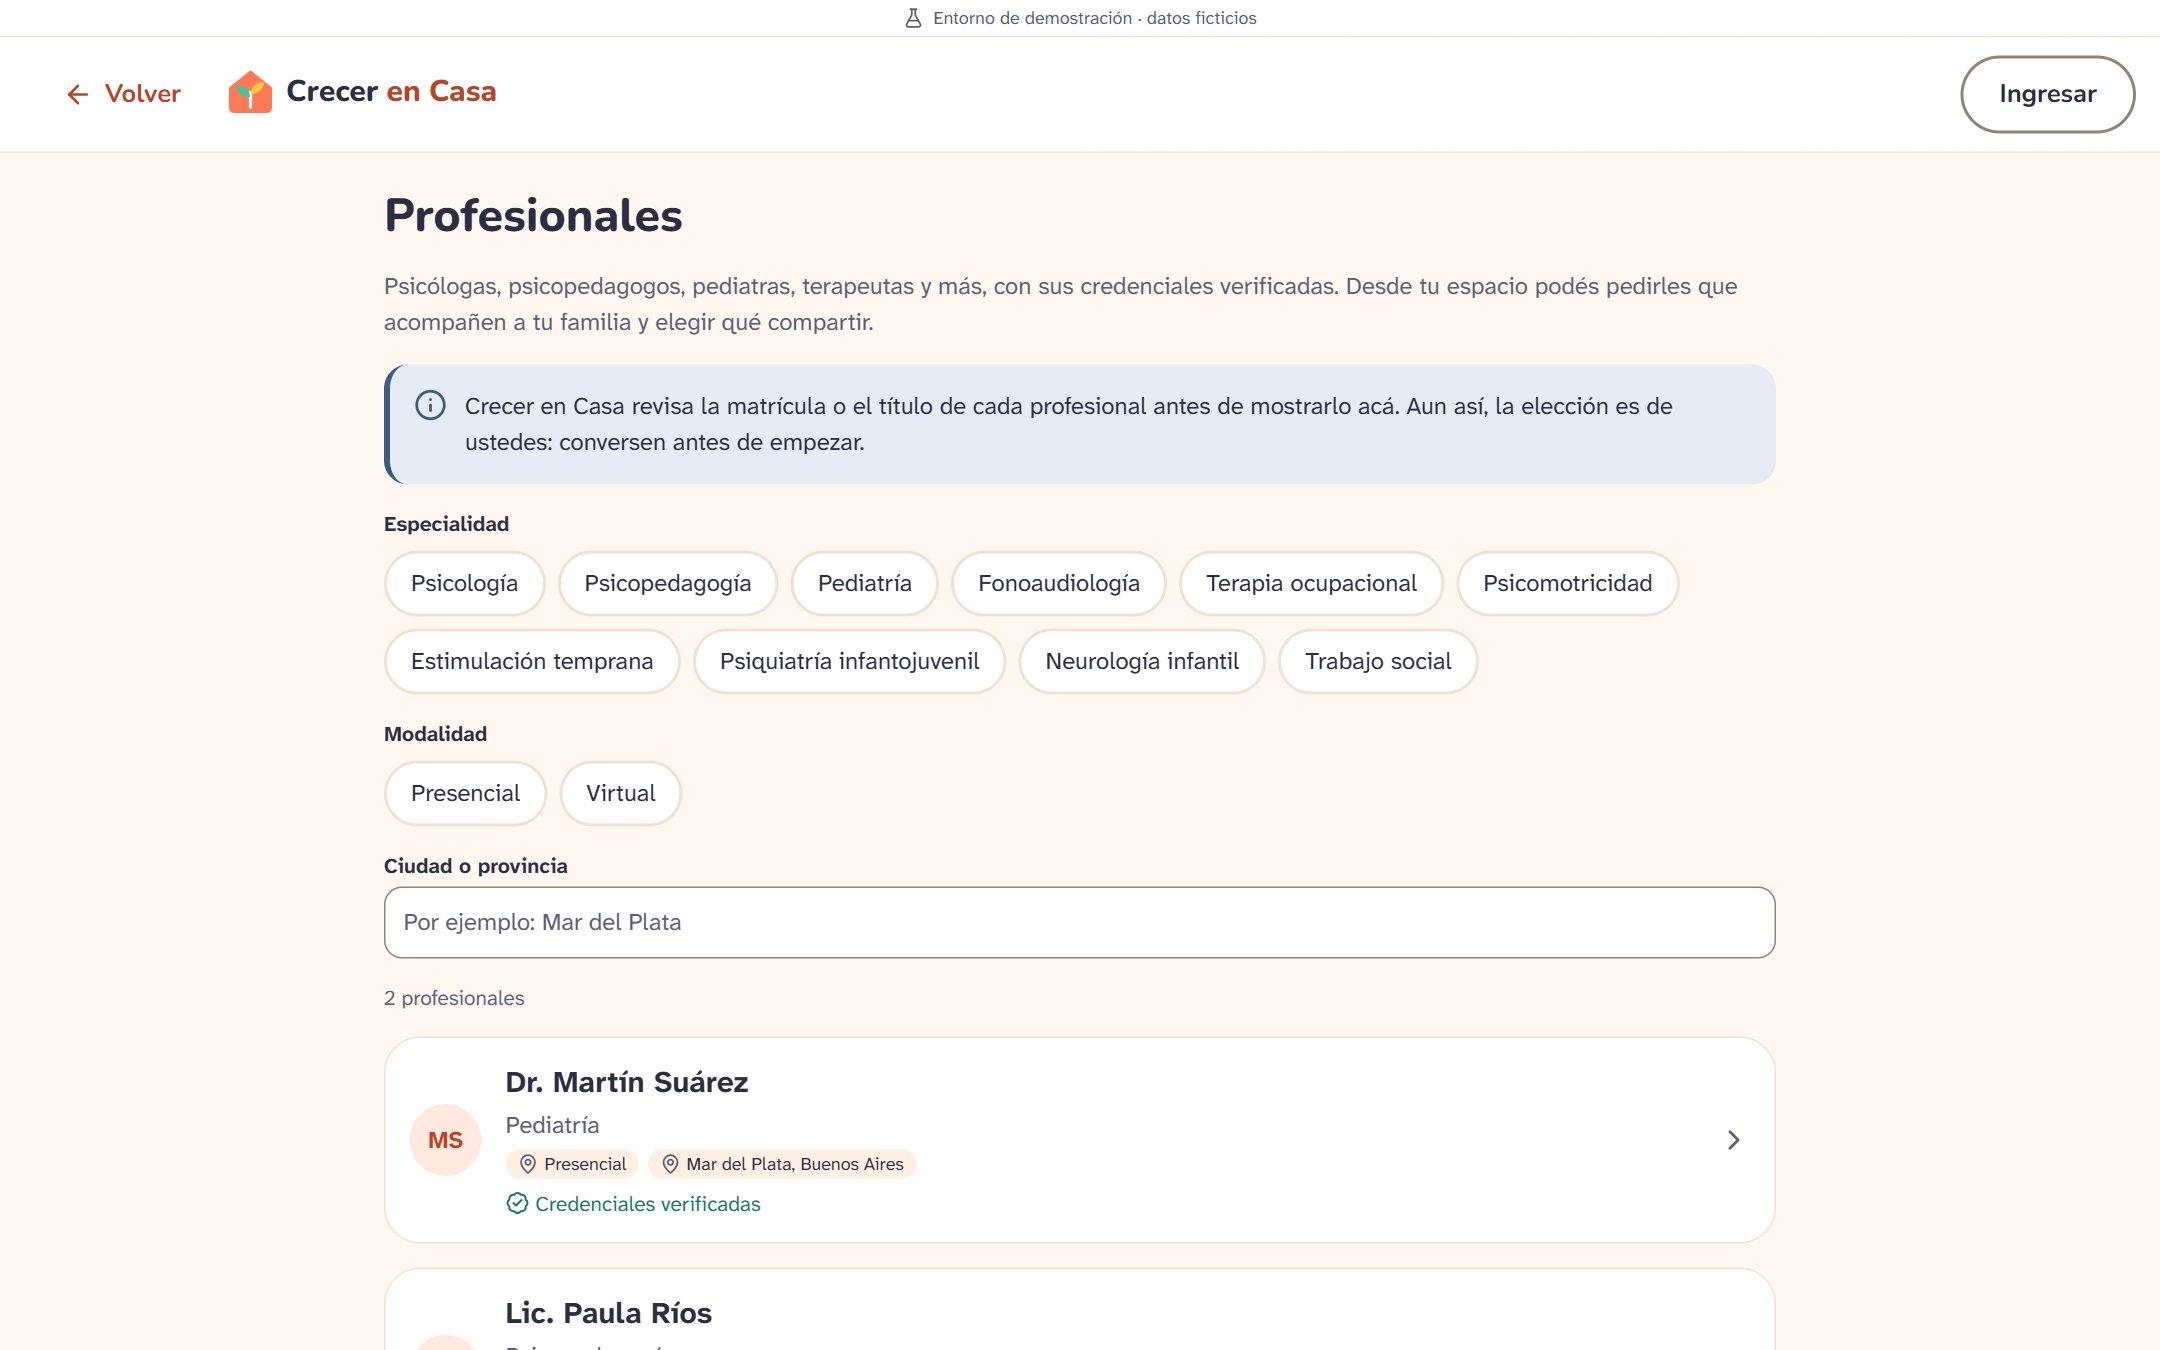 Entorno de demostración · datos ficticios
Volver
Crecer en Casa
Ingresar
Profesionales
Psicólogas, psicopedagogos, pediatras, terapeutas y más, con sus credenciales verificadas. Desde tu espacio podés pedirles que
acompañen a tu familia y elegir qué compartir.
Crecer en Casa revisa la matrícula o el título de cada profesional antes de mostrarlo acá. Aun así, la elección es de
ustedes: conversen antes de empezar.
Especialidad
Psicología Psicopedagogía Pediatría Fonoaudiología Terapia ocupacional Psicomotricidad
Estimulación temprana Psiquiatría infantojuvenil Neurología infantil Trabajo social
Modalidad
Presencial Virtual
Ciudad o provincia
Por ejemplo: Mar del Plata
2 profesionales
MS
Dr. Martín Suárez
Pediatría
Presencial Mar del Plata, Buenos Aires
Credenciales verificadas
Lic. Paula Ríos